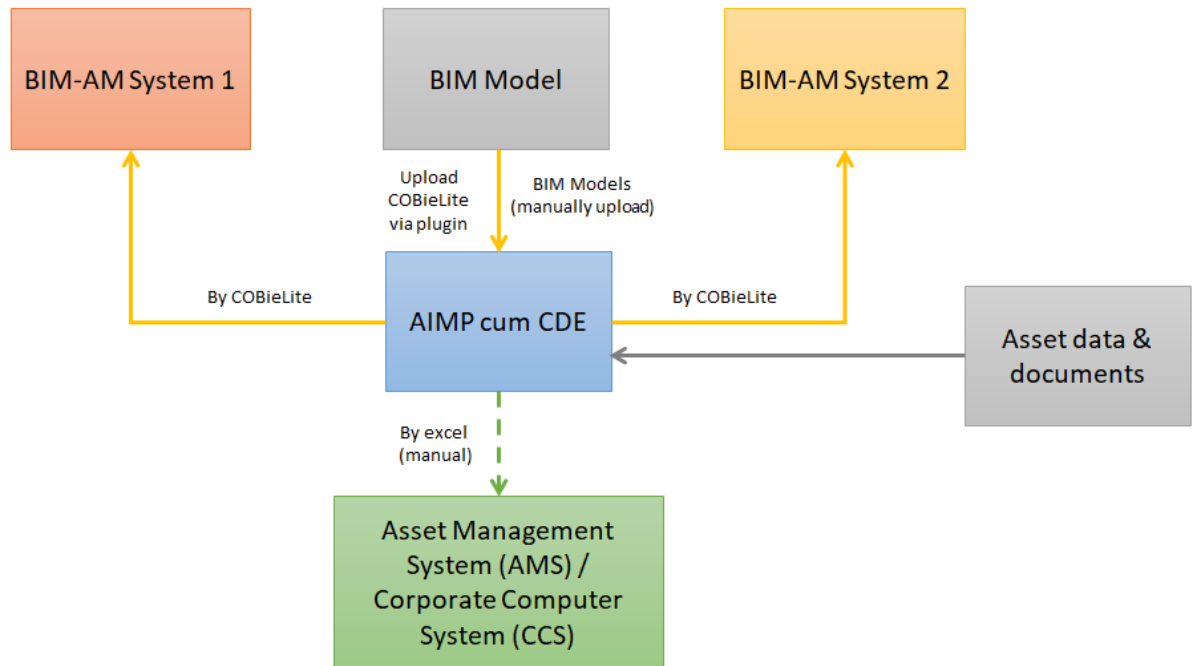 BIM-AM System 1
BIM Model
BIM-AM System 2
Upload
COBieLite
via plugin
BIM Models
(manually upload)
By COBieLite
AIMP cum CDE
By COBieLite
Asset data &
documents
By excel
(manual)
Asset Management
System (AMS) /
Corporate Computer
System (CCS)